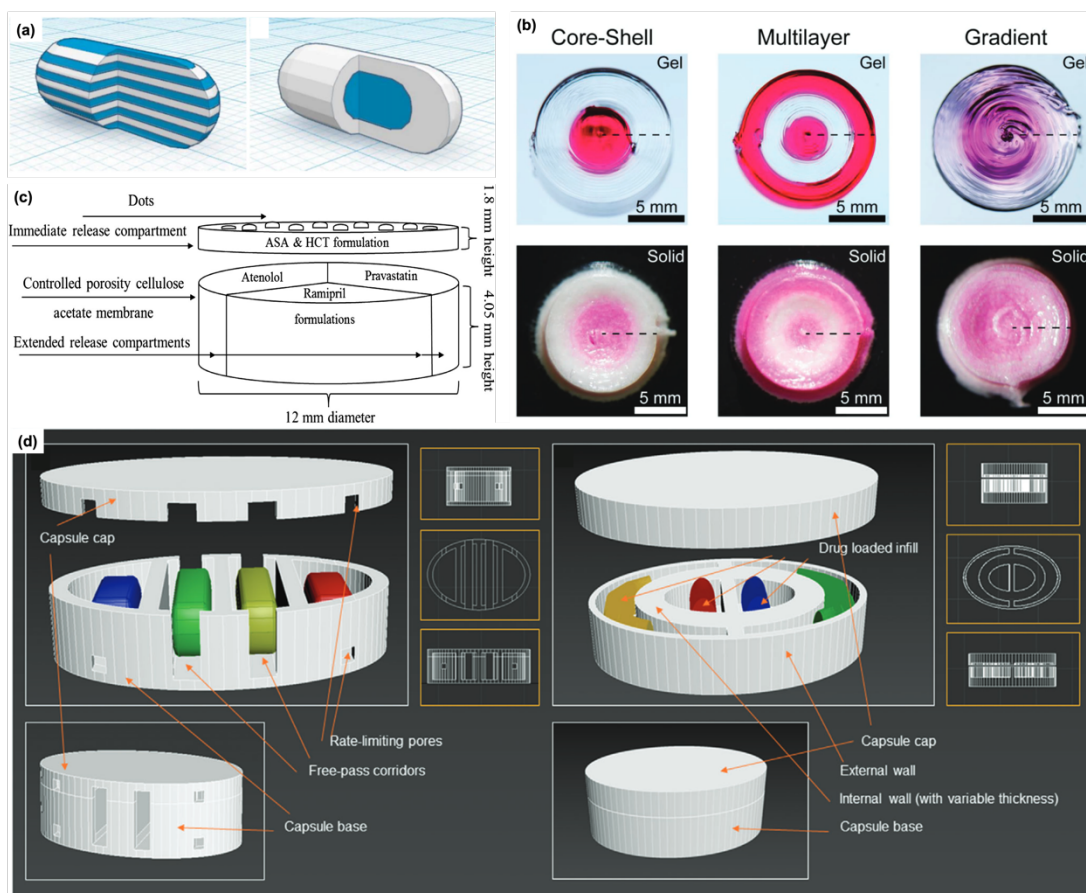 (a)
(b)
Core-Shell
Multilayer
Gradient
Gel
Gel
Gel
5 mm
5 mm
5 mm
Solid
Solid
Solid
5 mm
5 mm
5 mm
(c)
Dots
Immediate release compartment
ASA & HCT formulation
1.8 mm height
Controlled porosity cellulose
acetate membrane
Atenolol
Pravastatin
Ramipril
formulations
Extended release compartments
4.05 mm height
12 mm diameter
(d)
Capsule cap
Rate-limiting pores
Free-pass corridors
Capsule base
Drug loaded infill
Capsule cap
External wall
Internal wall (with variable thickness)
Capsule base